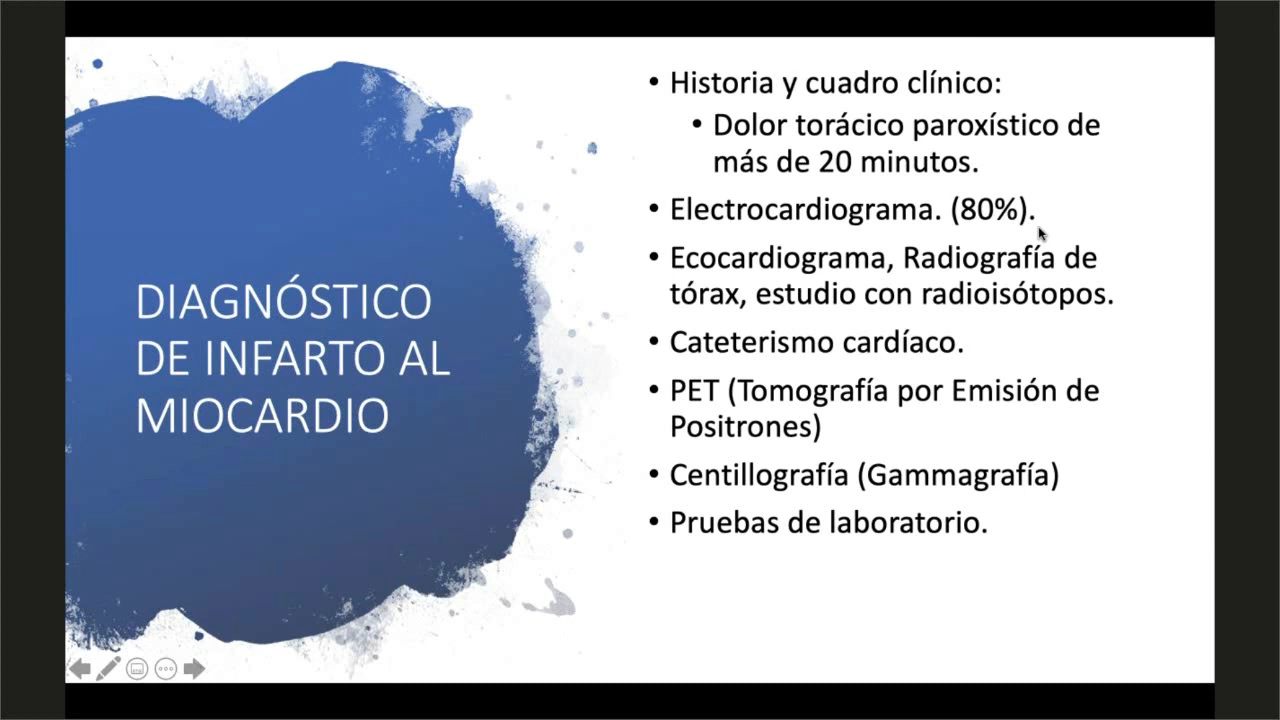 DIAGNÓSTICO
DE INFARTO AL
MIOCARDIO
• Historia y cuadro clínico:
• Dolor torácico paroxístico de
más de 20 minutos.
• Electrocardiograma. (80%).
• Ecocardiograma, Radiografía de
tórax, estudio con radioisótopos.
• Cateterismo cardíaco.
• PET (Tomografía por Emisión de
Positrones)
• Centillografía (Gammagrafía)
• Pruebas de laboratorio.